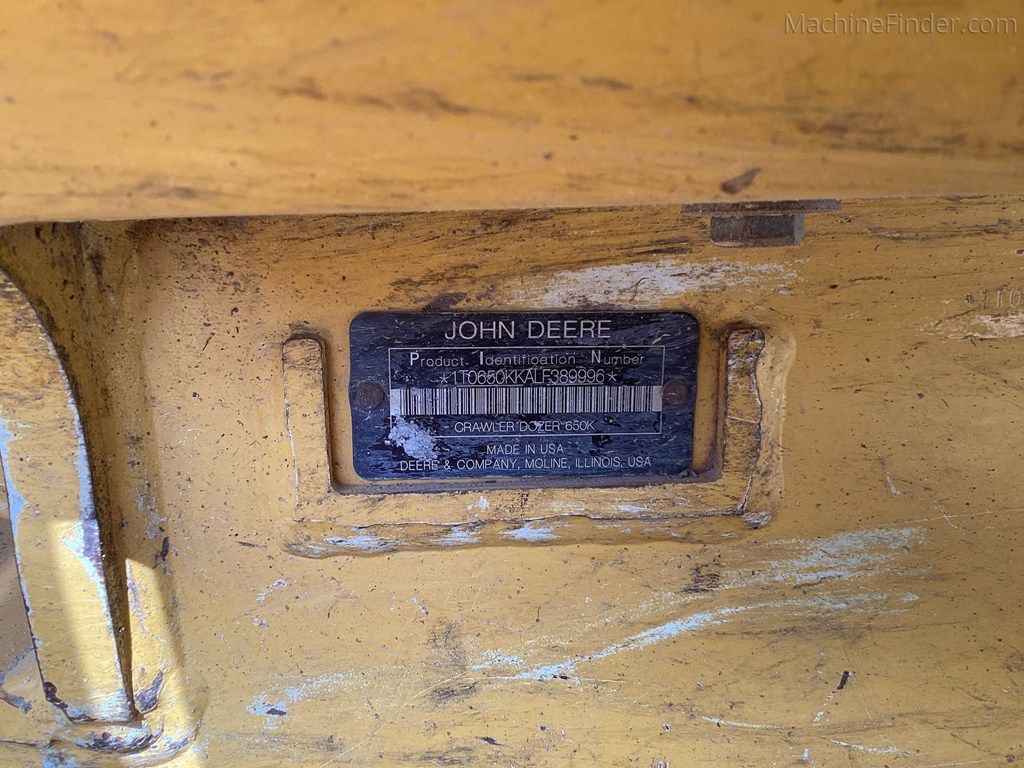 MachineFinder.com
JOHN DEERE
Product Identification Number
*1T0650KKALF389996*
CRAWLER DOZER 650K
MADE IN USA
DEERE & COMPANY, MOLINE, ILLINOIS, USA
1T0